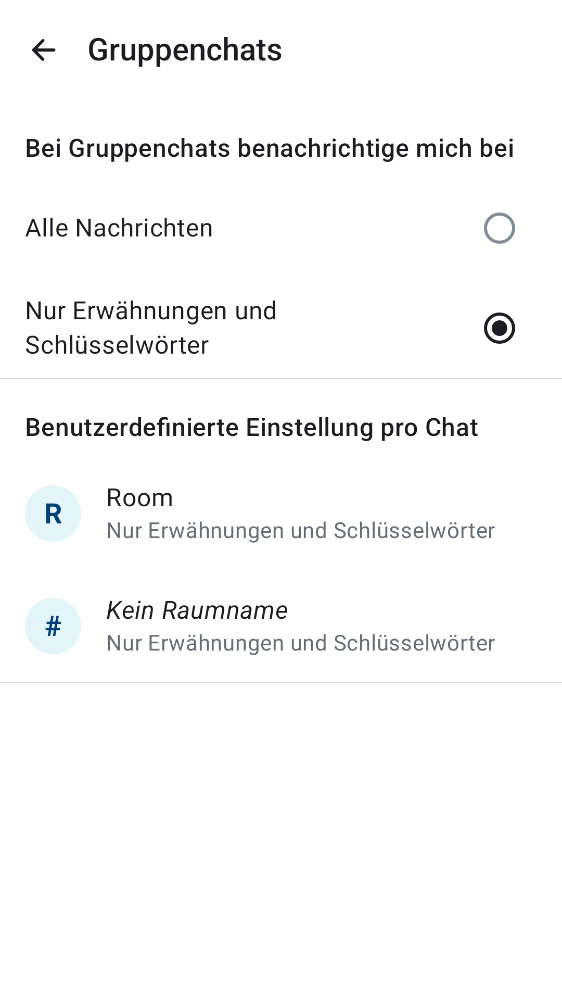 Gruppenchats
Bei Gruppenchats benachrichtige mich bei
Alle Nachrichten
Nur Erwähnungen und
Schlüsselwörter
Benutzerdefinierte Einstellung pro Chat
R
Room
Nur Erwähnungen und Schlüsselwörter
#
Kein Raumname
Nur Erwähnungen und Schlüsselwörter